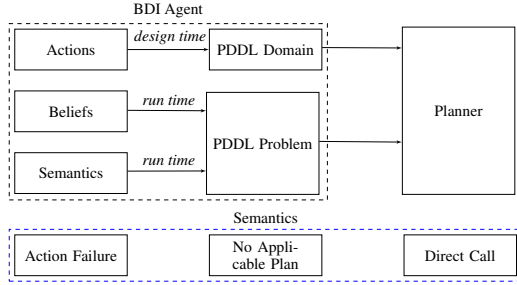 BDI Agent
Actions
design time
PDDL Domain
Beliefs
run time
Planner
PDDL Problem
Semantics
run time
Semantics
Action Failure
No Appli-
cable Plan
Direct Call